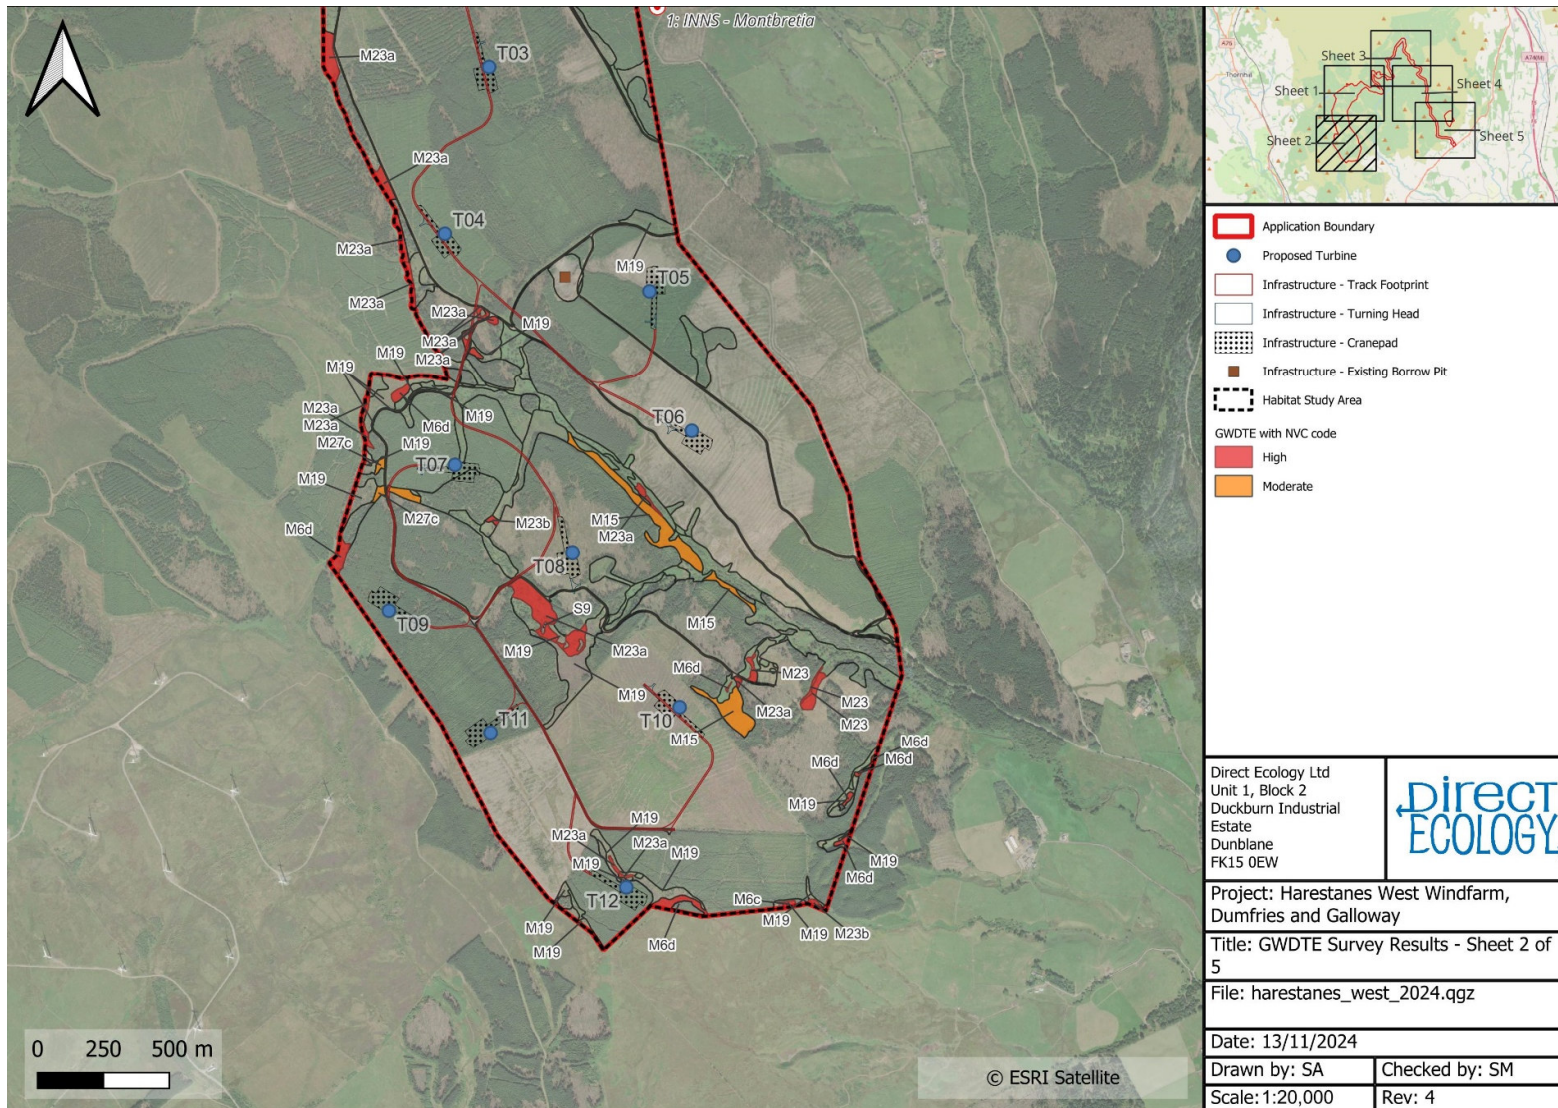 1: INNS - Montbretia
M23a
T03
M23a
T04
M23a
M19
T05
M23a
M23a
M19
M23a
M19
M23a
M19
M23a
M19
T06
M23a
M6d
M27c
M19
T07
M19
M27c
M23b
M15
M23a
M6d
T08
S9
M15
T09
M19
M23a
M6d
M23
M19
M23a
M23
T11
T10
M15
M6d
M6d
M6d
M19
M19
M23a
M23a
M19
M19
M19
M6d
T12
M6c
M19
M19
M23b
M19
M19
M6d
0 250 500 m
© ESRI Satellite
A76
Thornhill
A74(M)
Sheet 3
Sheet 1
Sheet 4
Sheet 2
Sheet 5
Application Boundary
Proposed Turbine
Infrastructure - Track Footprint
Infrastructure - Turning Head
Infrastructure - Cranepad
Infrastructure - Existing Borrow Pit
Habitat Study Area
GWDTE with NVC code
High
Moderate
Direct Ecology Ltd
Unit 1, Block 2
Duckburn Industrial
Estate
Dunblane
FK15 0EW
Direct
ECOLOGY
Project: Harestanes West Windfarm,
Dumfries and Galloway
Title: GWDTE Survey Results - Sheet 2 of
5
File: harestanes_west_2024.qgz
Date: 13/11/2024
Drawn by: SA
Checked by: SM
Scale:1:20,000
Rev: 4